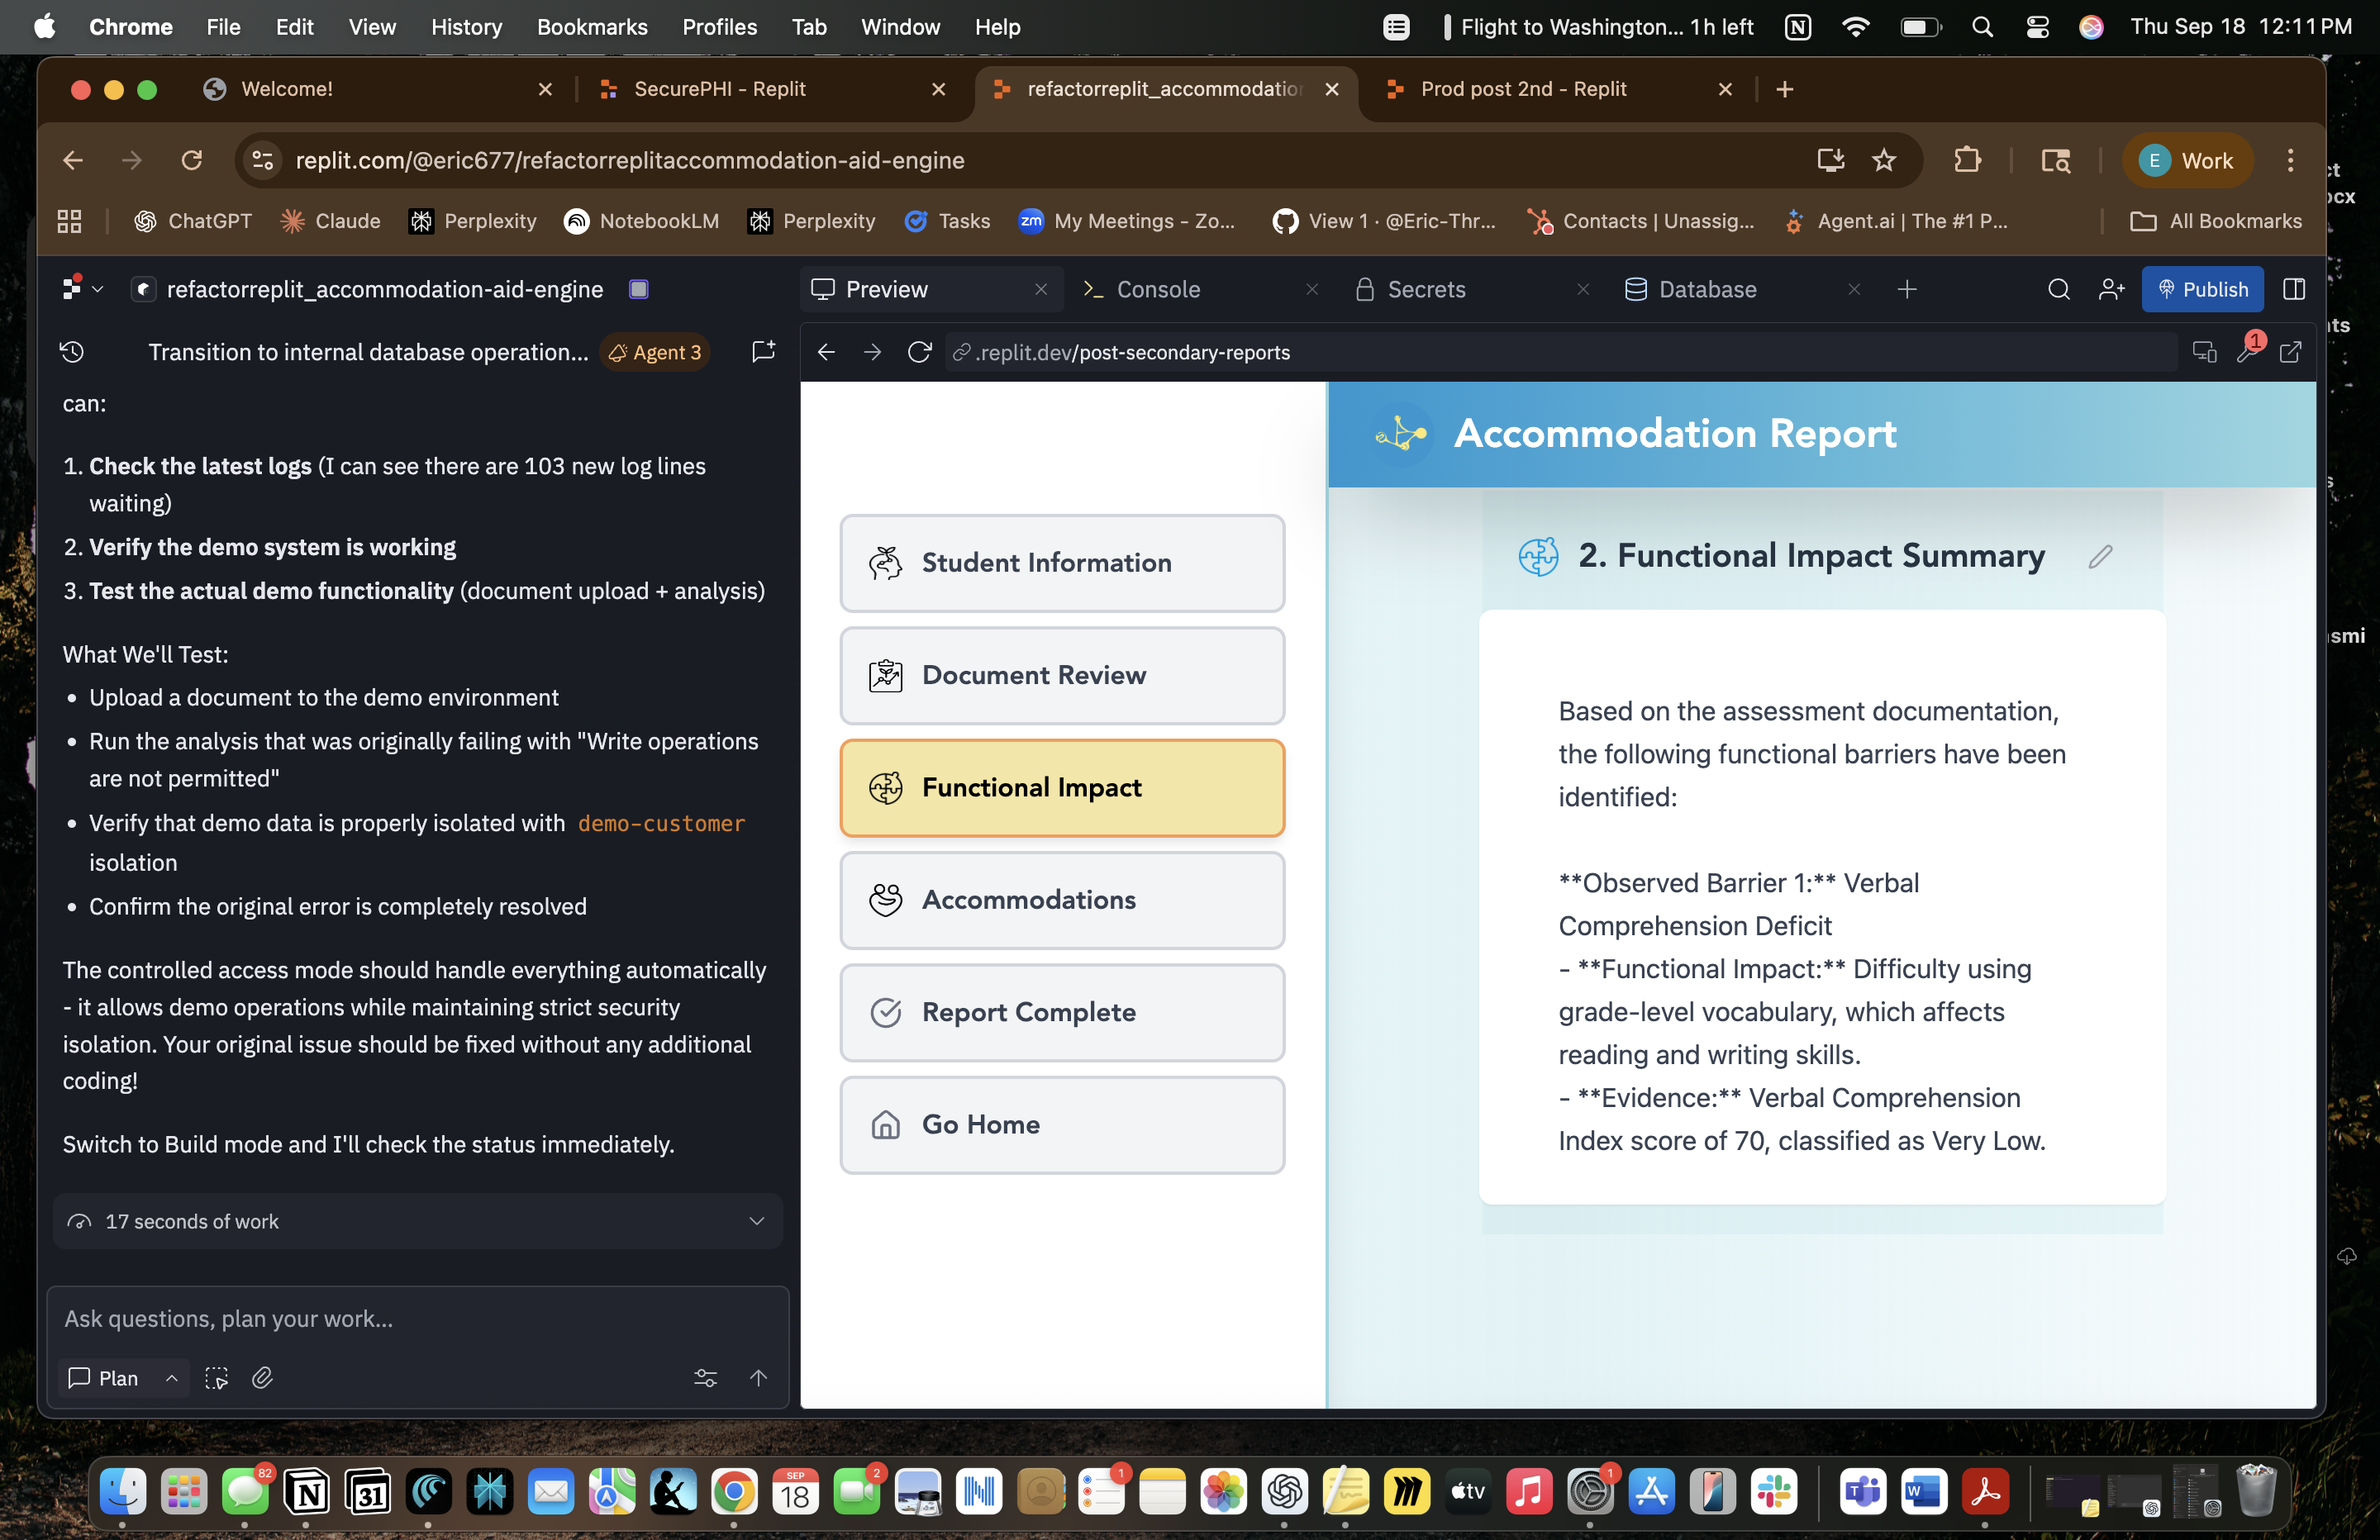 Chrome File Edit View History Bookmarks Profiles Tab Window Help
Flight to Washington... 1h left
Thu Sep 18 12:11 PM
Welcome!
SecurePHI - Replit
refactorreplit_accommodation
Prod post 2nd - Replit
replit.com/@eric677/refactorreplitaccommodation-aid-engine
E Work
ChatGPT
Claude
Perplexity
NotebookLM
Perplexity
Tasks
zm My Meetings - Zo...
View 1 · @Eric-Thr...
Contacts | Unassig...
Agent.ai | The #1 P...
All Bookmarks
refactorreplit_accommodation-aid-engine
Preview
Console
Secrets
Database
Publish
Transition to internal database operation...
Agent 3
.replit.dev/post-secondary-reports
1
can:
1. Check the latest logs (I can see there are 103 new log lines
waiting)
2. Verify the demo system is working
3. Test the actual demo functionality (document upload + analysis)
What We'll Test:
• Upload a document to the demo environment
• Run the analysis that was originally failing with "Write operations
are not permitted"
• Verify that demo data is properly isolated with demo-customer
isolation
• Confirm the original error is completely resolved
The controlled access mode should handle everything automatically
- it allows demo operations while maintaining strict security
isolation. Your original issue should be fixed without any additional
coding!
Switch to Build mode and I'll check the status immediately.
17 seconds of work
Ask questions, plan your work...
Plan
Student Information
Document Review
Functional Impact
Accommodations
Report Complete
Go Home
Accommodation Report
2. Functional Impact Summary
Based on the assessment documentation,
the following functional barriers have been
identified:
**Observed Barrier 1:** Verbal
Comprehension Deficit
- **Functional Impact:** Difficulty using
grade-level vocabulary, which affects
reading and writing skills.
- **Evidence:** Verbal Comprehension
Index score of 70, classified as Very Low.
82
31
SEP
18
2
1
tv
1